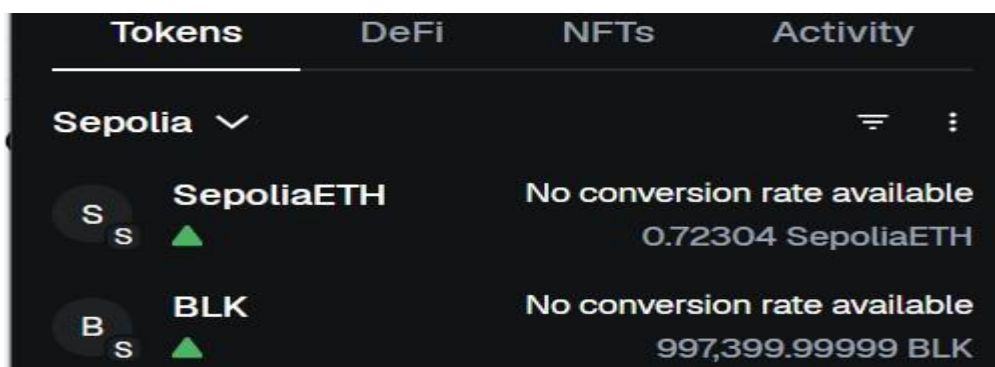 Tokens DeFi NFTs Activity
Sepolia
S S SepoliaETH No conversion rate available
0.72304 SepoliaETH
B S BLK No conversion rate available
997,399.99999 BLK